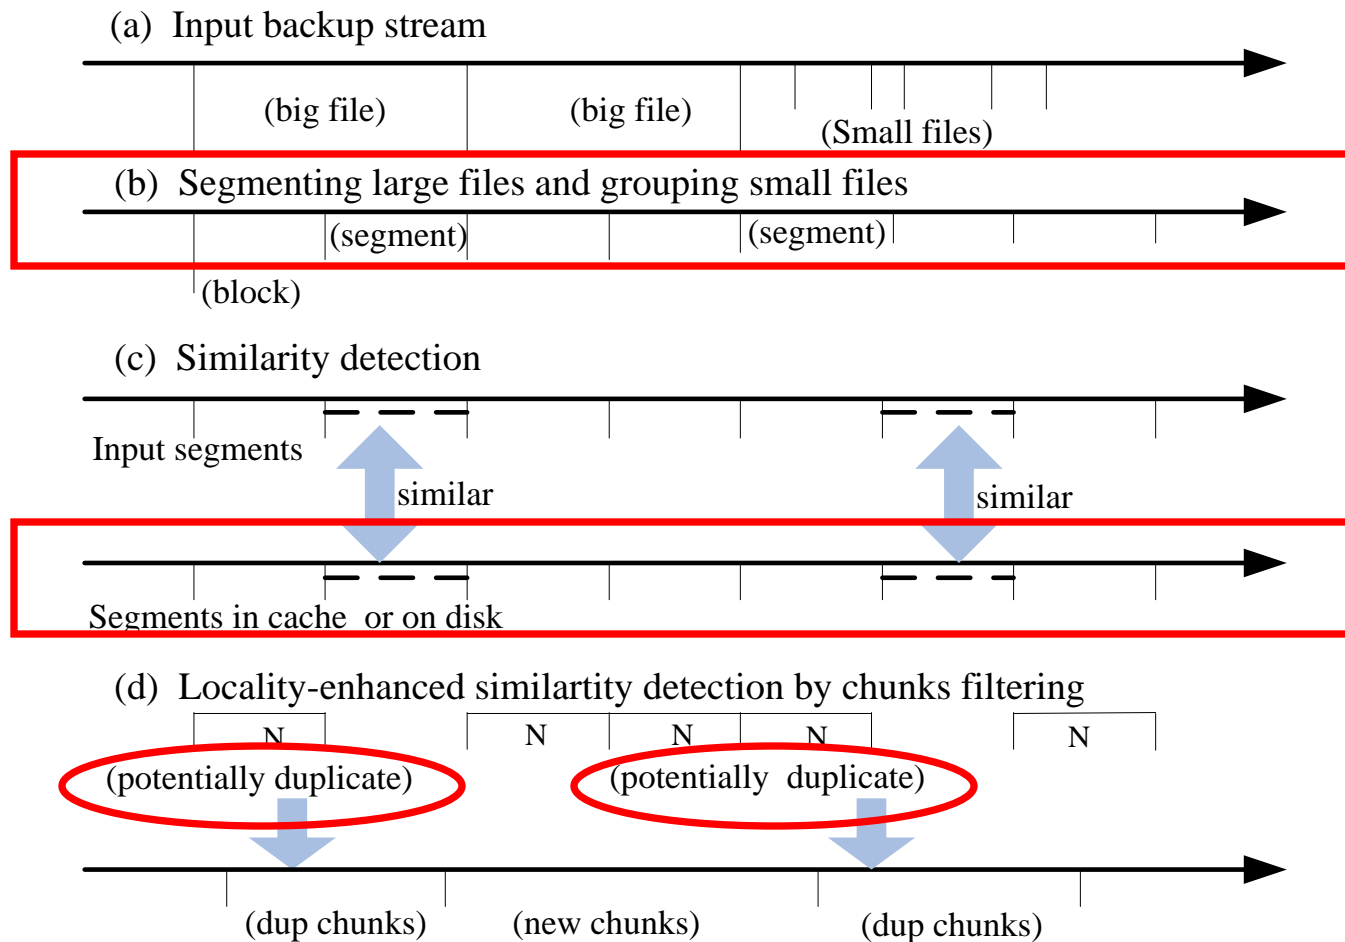 (a) Input backup stream
(big file)
(big file)
(Small files)
(b) Segmenting large files and grouping small files
(segment)
(segment)
(block)
(c) Similarity detection
Input segments
similar
similar
Segments in cache or on disk
(d) Locality-enhanced similartity detection by chunks filtering
N N N N N
(potentially duplicate)
(potentially duplicate)
(dup chunks)
(new chunks)
(dup chunks)